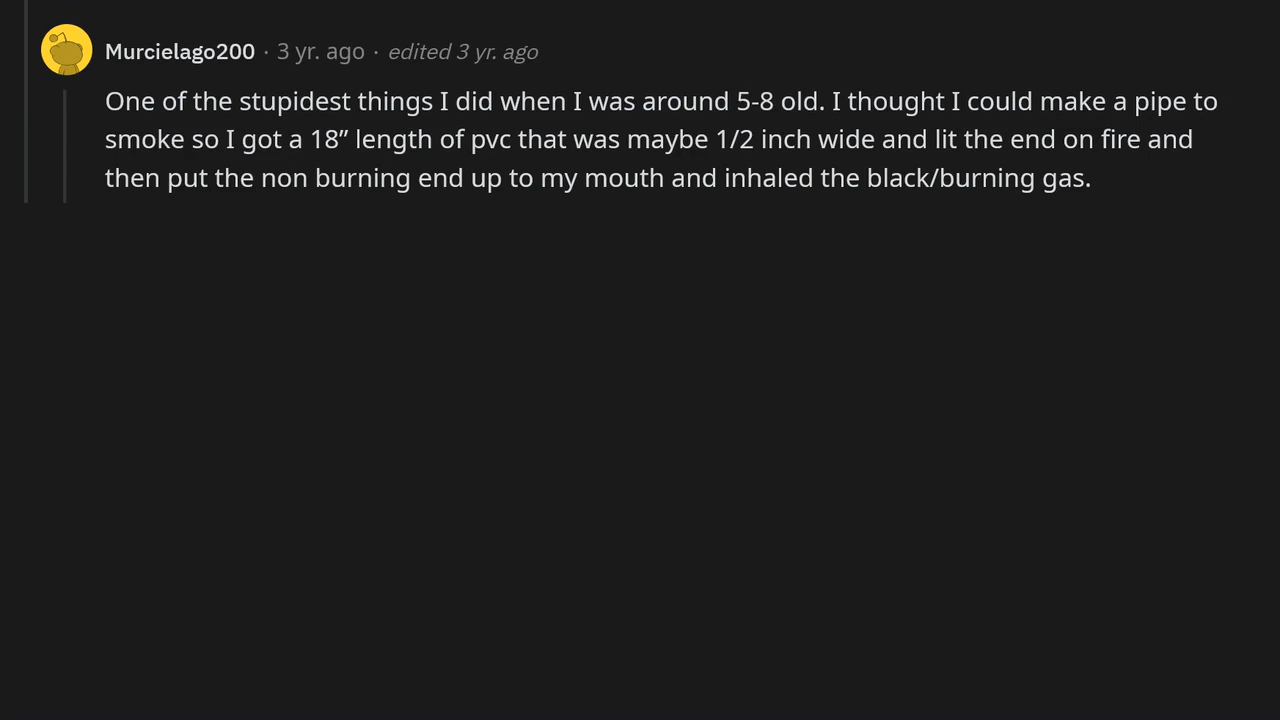 Murcielago200 · 3 yr. ago · edited 3 yr. ago
One of the stupidest things I did when I was around 5-8 old. I thought I could make a pipe to
smoke so I got a 18” length of pvc that was maybe 1/2 inch wide and lit the end on fire and
then put the non burning end up to my mouth and inhaled the black/burning gas.